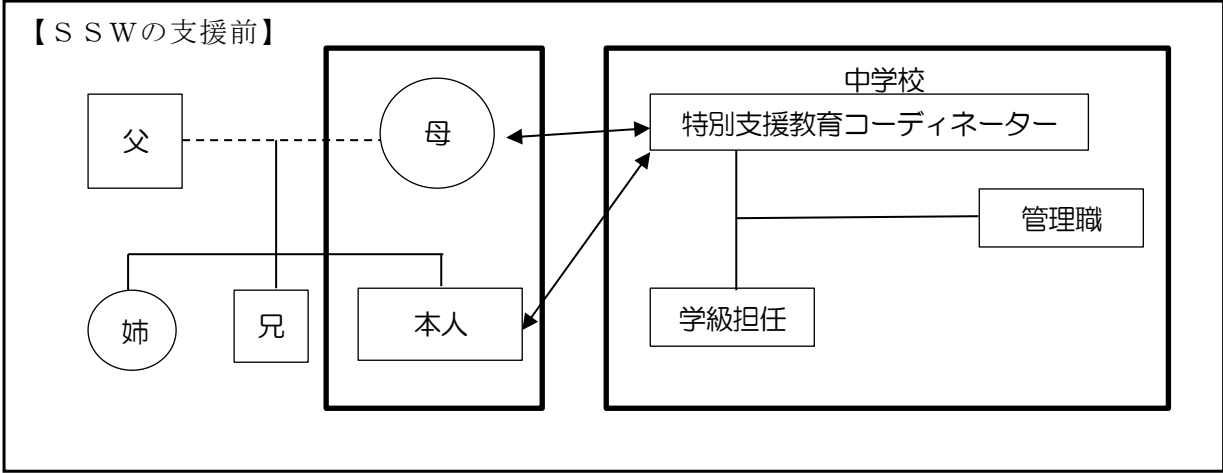 【ＳＳＷの支援前】
中学校
父
母
特別支援教育コーディネーター
管理職
姉
兄
本人
学級担任